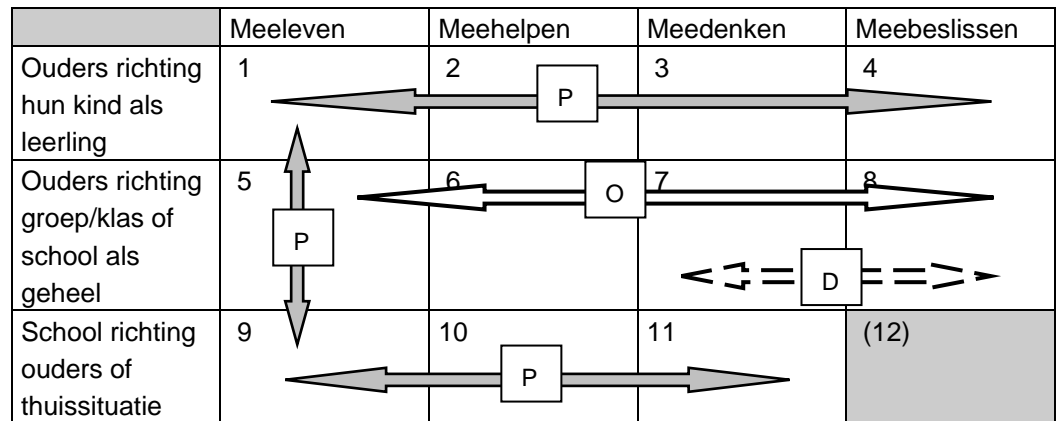 Meeleven Meehelpen Medenken Meebeslissen
Ouders richting hun kind als leerling 1 2 3 4
P
Ouders richting groep/klas of school als geheel 5 6 7 8
O
P
D
School richting ouders of thuissituatie 9 10 11 (12)
P